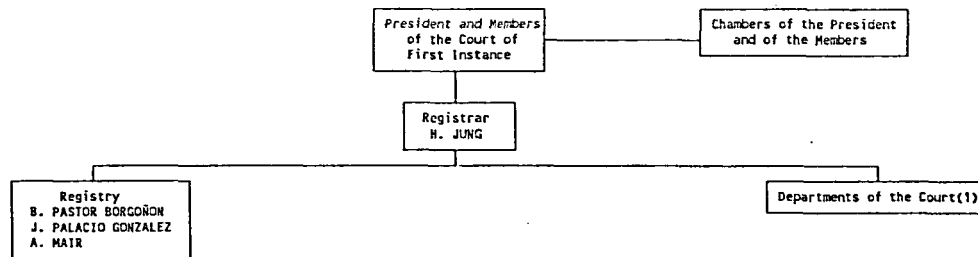 President and Members
of the Court of
First Instance
Chambers of the President
and of the Members
Registrar
H. JUNG
Registry
B. PASTOR BORGOÑON
J. PALACIO GONZALEZ
A. MAIR
Departments of the Court(1)